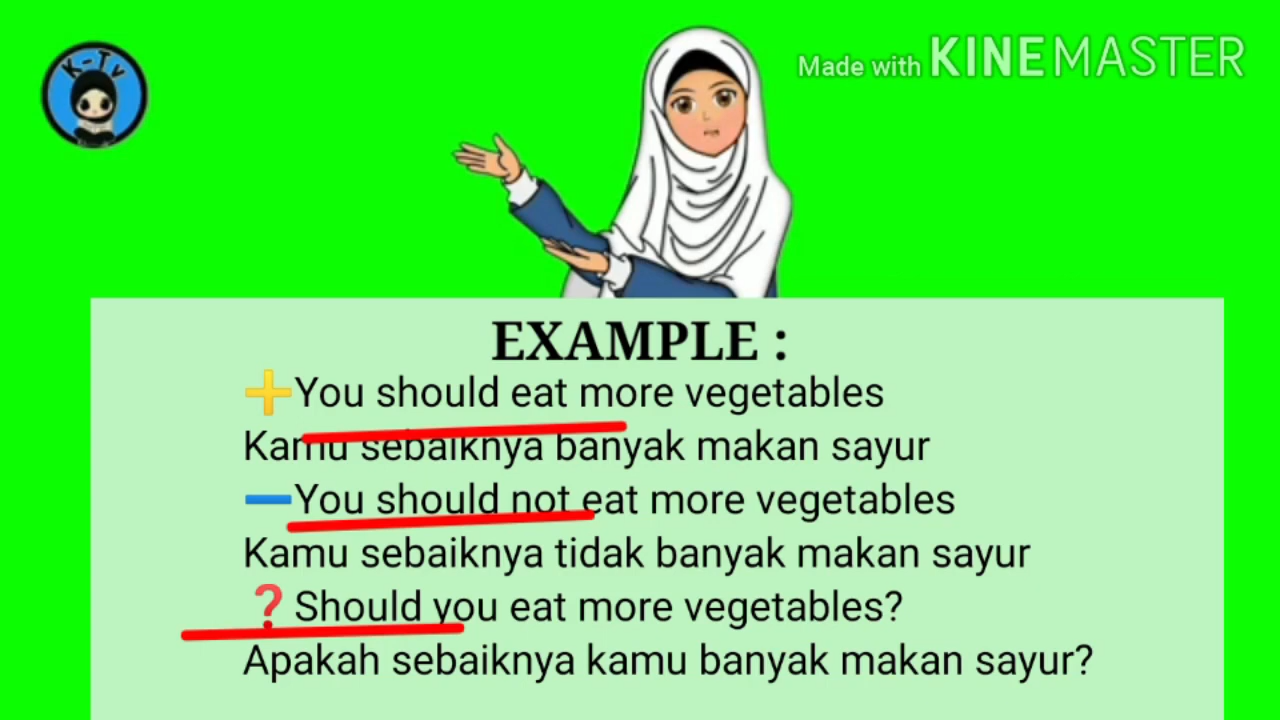 K-Tv
Made with KINEMASTER
EXAMPLE :
➕You should eat more vegetables
Kamu sebaiknya banyak makan sayur
➖You should not eat more vegetables
Kamu sebaiknya tidak banyak makan sayur
❓Should you eat more vegetables?
Apakah sebaiknya kamu banyak makan sayur?